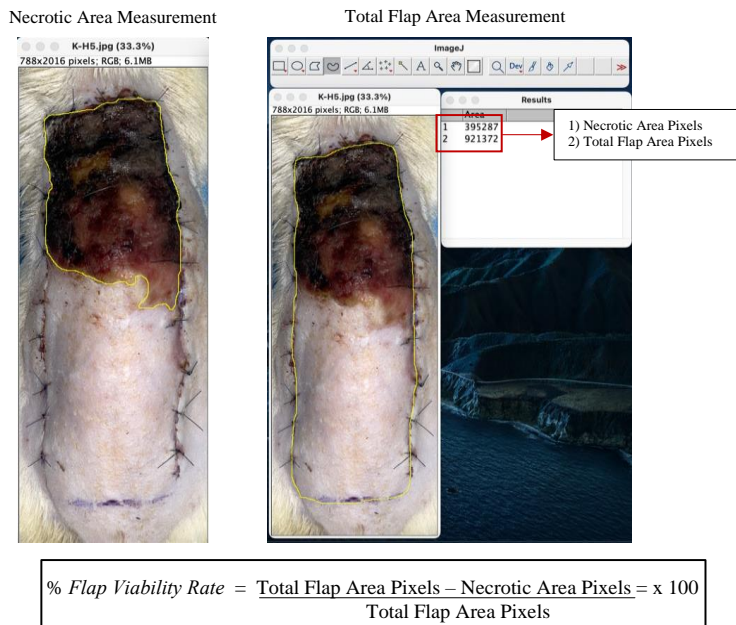 Necrotic Area Measurement
Total Flap Area Measurement
K-H5.jpg (33.3%)
788x2016 pixels; RGB; 6.1MB
ImageJ
A
Dev
K-H5.jpg (33.3%)
788x2016 pixels; RGB; 6.1MB
Results
Area
1 395287
2 921372
1) Necrotic Area Pixels
2) Total Flap Area Pixels
% Flap Viability Rate = Total Flap Area Pixels – Necrotic Area Pixels = x 100
Total Flap Area Pixels